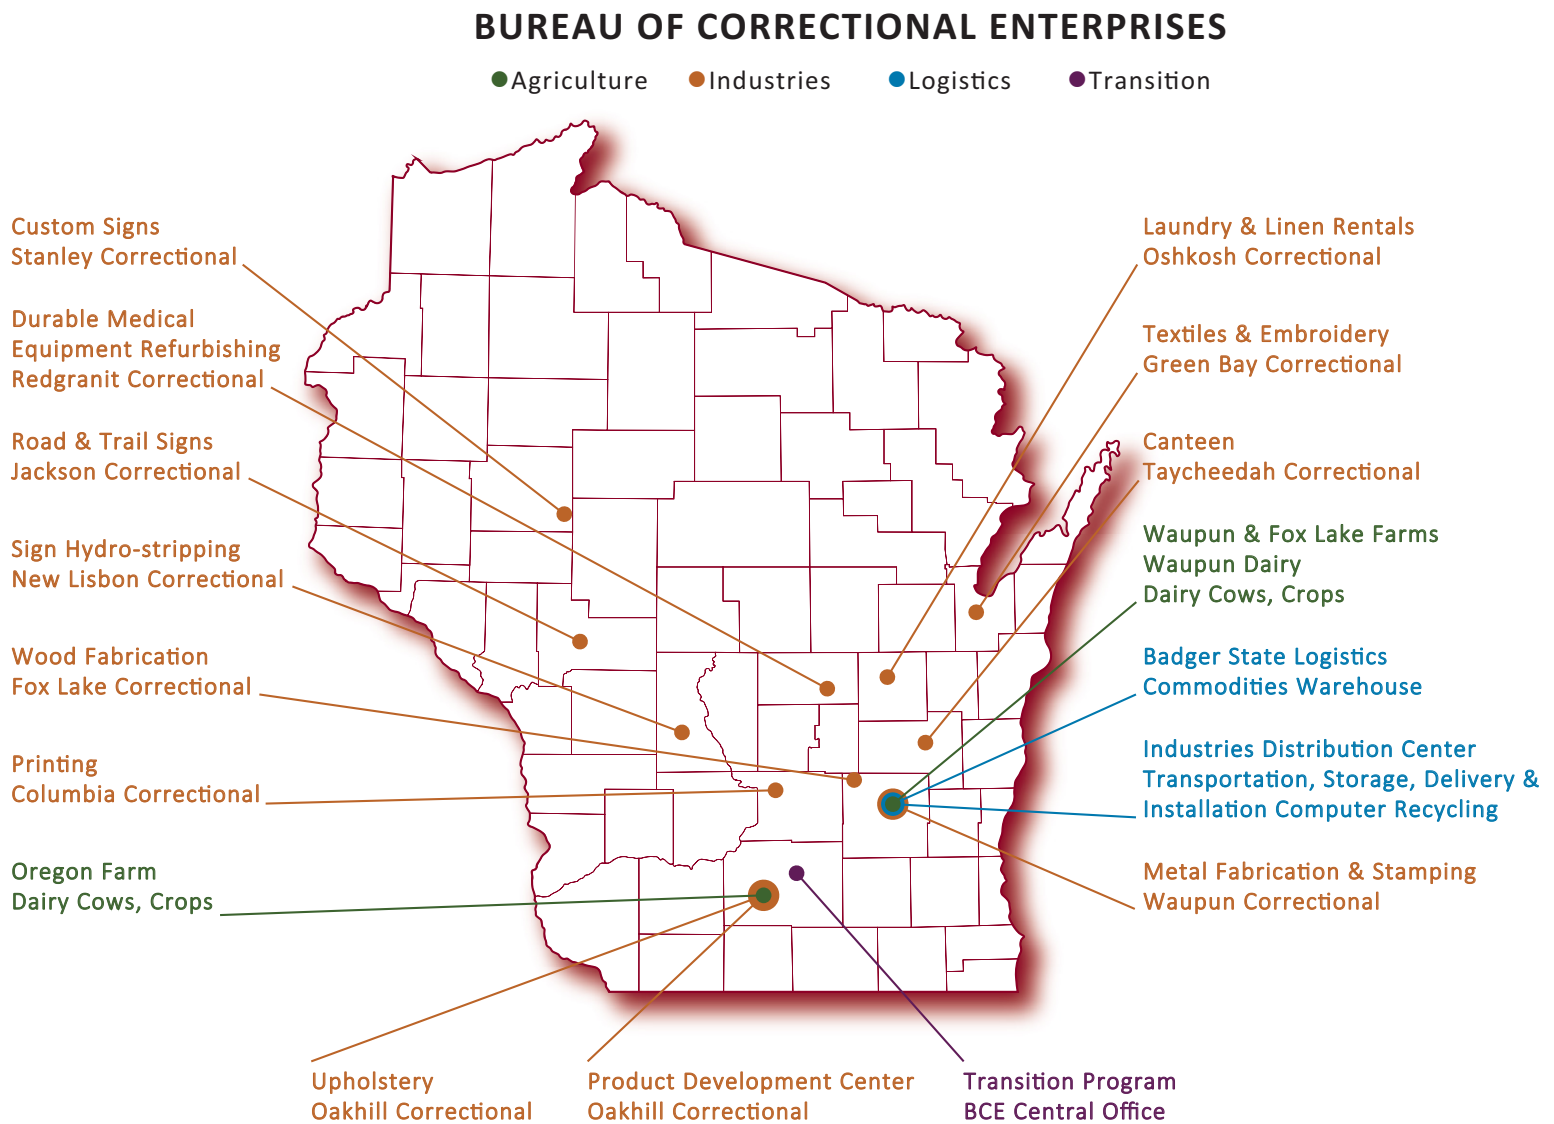 BUREAU OF CORRECTIONAL ENTERPRISES
Agriculture Industries Logistics Transition
Custom Signs
Stanley Correctional
Durable Medical
Equipment Refurbishing
Redgranit Correctional
Road & Trail Signs
Jackson Correctional
Sign Hydro-stripping
New Lisbon Correctional
Wood Fabrication
Fox Lake Correctional
Printing
Columbia Correctional
Oregon Farm
Dairy Cows, Crops
Laundry & Linen Rentals
Oshkosh Correctional
Textiles & Embroidery
Green Bay Correctional
Canteen
Taycheedah Correctional
Waupun & Fox Lake Farms
Waupun Dairy
Dairy Cows, Crops
Badger State Logistics
Commodities Warehouse
Industries Distribution Center
Transportation, Storage, Delivery &
Installation Computer Recycling
Metal Fabrication & Stamping
Waupun Correctional
Upholstery
Oakhill Correctional
Product Development Center
Oakhill Correctional
Transition Program
BCE Central Office